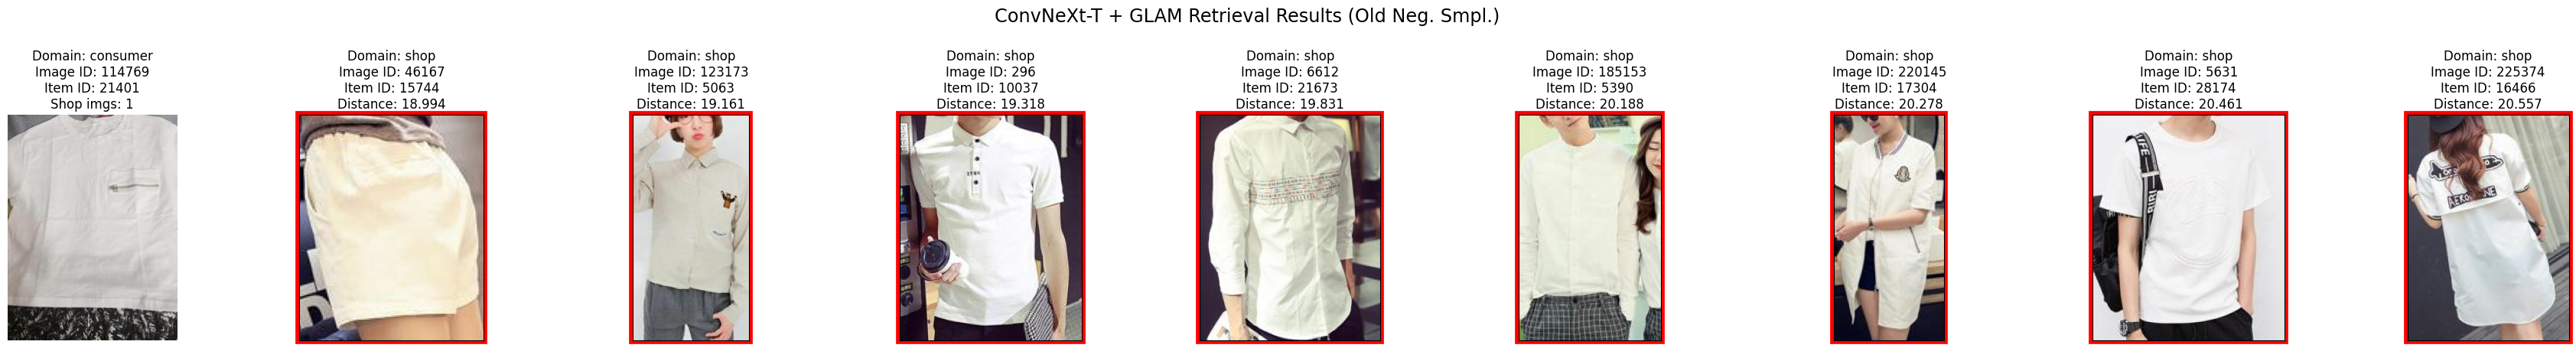 ConvNeXt-T + GLAM Retrieval Results (Old Neg. Smpl.)
Domain: consumer
Image ID: 114769
Item ID: 21401
Shop imgs: 1
Domain: shop
Image ID: 46167
Item ID: 15744
Distance: 18.994
Domain: shop
Image ID: 123173
Item ID: 5063
Distance: 19.161
Domain: shop
Image ID: 296
Item ID: 10037
Distance: 19.318
Domain: shop
Image ID: 6612
Item ID: 21673
Distance: 19.831
Domain: shop
Image ID: 185153
Item ID: 5390
Distance: 20.188
Domain: shop
Image ID: 220145
Item ID: 17304
Distance: 20.278
Domain: shop
Image ID: 5631
Item ID: 28174
Distance: 20.461
Domain: shop
Image ID: 225374
Item ID: 16466
Distance: 20.557